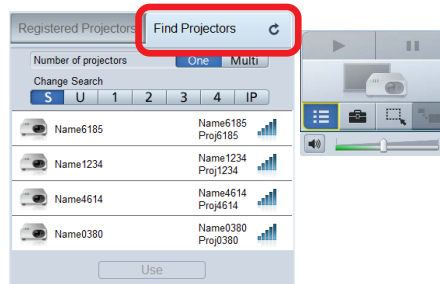 Registered Projectors Find Projectors
Number of projectors One Multi
Change Search
S U 1 2 3 4 IP
Name6185 Name6185
Proj6185
Name1234 Name1234
Proj1234
Name4614 Name4614
Proj4614
Name0380 Name0380
Proj0380
Use